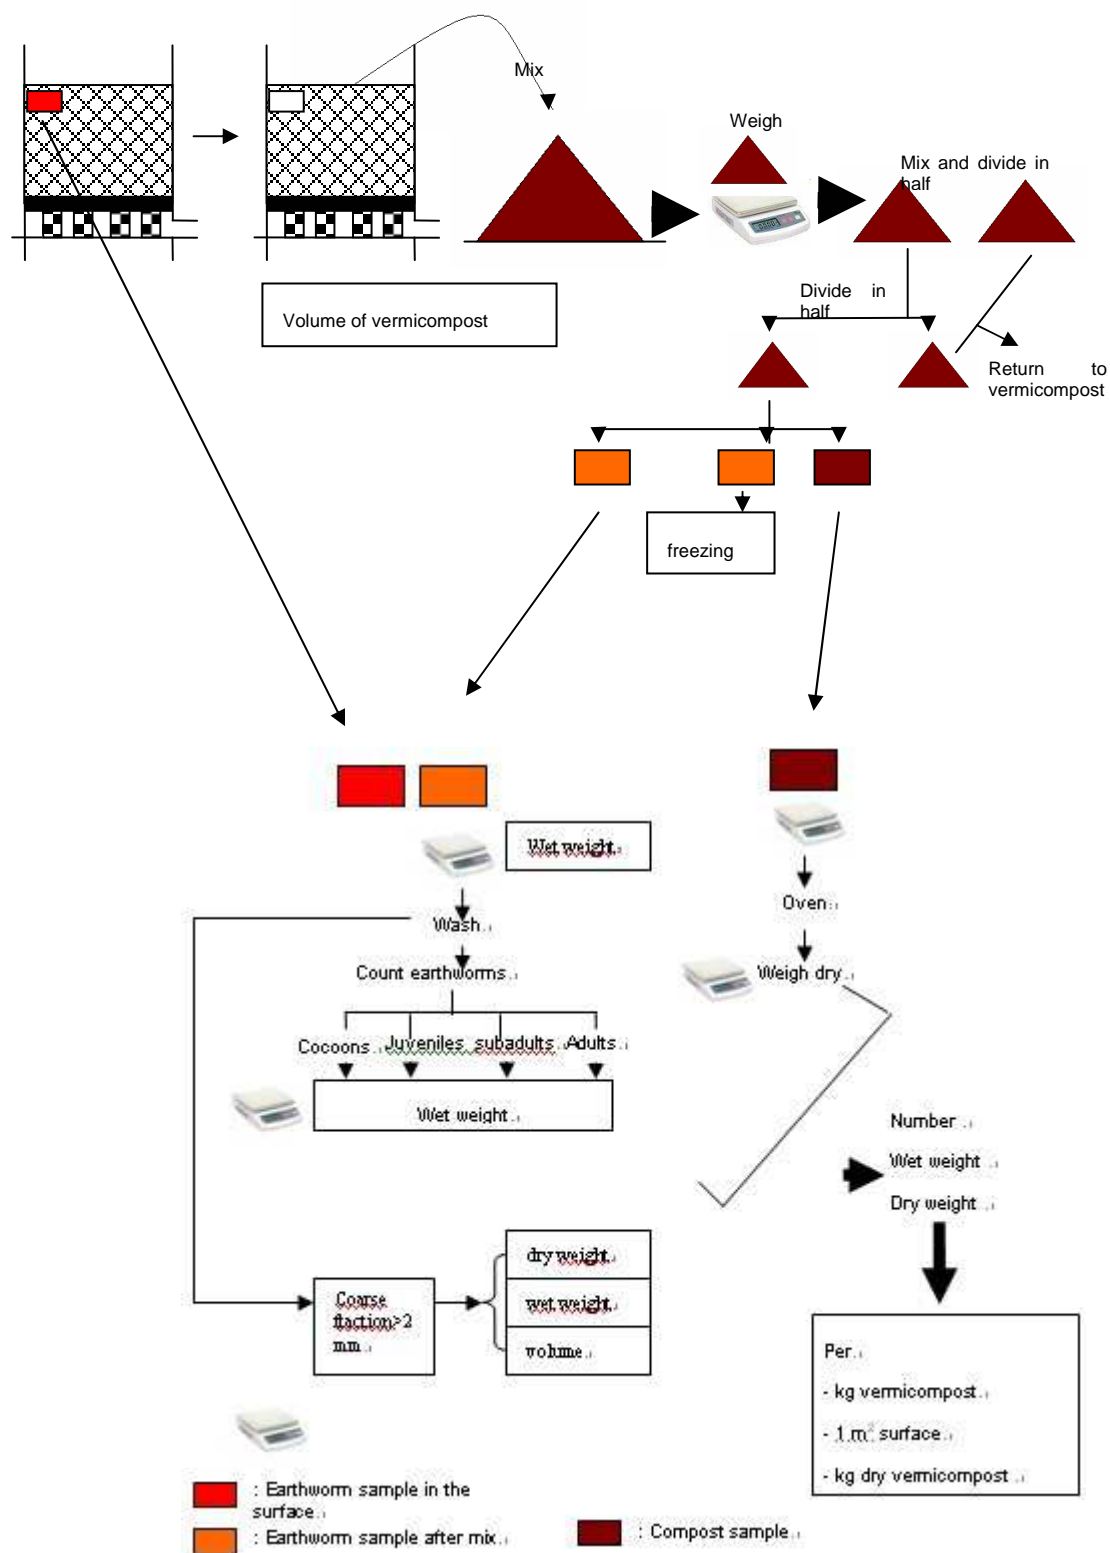 Mix
Weigh
Mix and divide in
half
Volume of vermicompost
Divide in
half
Return to
vermicompost
freezing
Wet weight
Wash
Count earthworms
Cocoons Juveniles subadults Adults
Wet weight
Oven
Weigh dry
Number
Wet weight
Dry weight
dry weight
wet weight
volume
Coarse
fraction>2
mm
Per
- kg vermicompost
- 1 m² surface
- kg dry vermicompost
: Earthworm sample in the
surface
: Earthworm sample after mix
: Compost sample